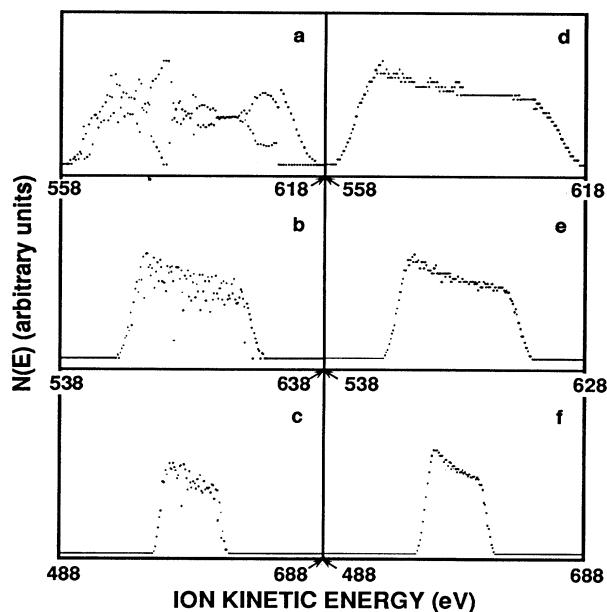 a
d
558
618
558
618
b
e
538
638
538
628
c
f
488
688
488
688
N(E) (arbitrary units)
ION KINETIC ENERGY (eV)